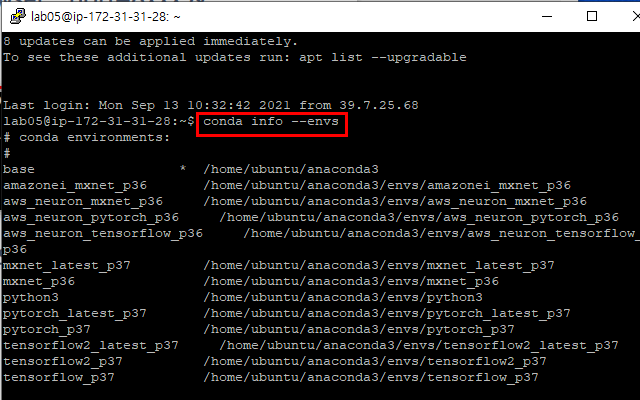 lab05@ip-172-31-31-28: ~
8 updates can be applied immediately.
To see these additional updates run: apt list --upgradable
Last login: Mon Sep 13 10:32:42 2021 from 39.7.25.68
lab05@ip-172-31-31-28:~$ conda info --envs
# conda environments:
#
base                  *  /home/ubuntu/anaconda3
amazonei_mxnet_p36       /home/ubuntu/anaconda3/envs/amazonei_mxnet_p36
aws_neuron_mxnet_p36     /home/ubuntu/anaconda3/envs/aws_neuron_mxnet_p36
aws_neuron_pytorch_p36     /home/ubuntu/anaconda3/envs/aws_neuron_pytorch_p36
aws_neuron_tensorflow_p36     /home/ubuntu/anaconda3/envs/aws_neuron_tensorflow_
p36
mxnet_latest_p37         /home/ubuntu/anaconda3/envs/mxnet_latest_p37
mxnet_p36                /home/ubuntu/anaconda3/envs/mxnet_p36
python3                  /home/ubuntu/anaconda3/envs/python3
pytorch_latest_p37       /home/ubuntu/anaconda3/envs/pytorch_latest_p37
pytorch_p37              /home/ubuntu/anaconda3/envs/pytorch_p37
tensorflow2_latest_p37     /home/ubuntu/anaconda3/envs/tensorflow2_latest_p37
tensorflow2_p37          /home/ubuntu/anaconda3/envs/tensorflow2_p37
tensorflow_p37           /home/ubuntu/anaconda3/envs/tensorflow_p37